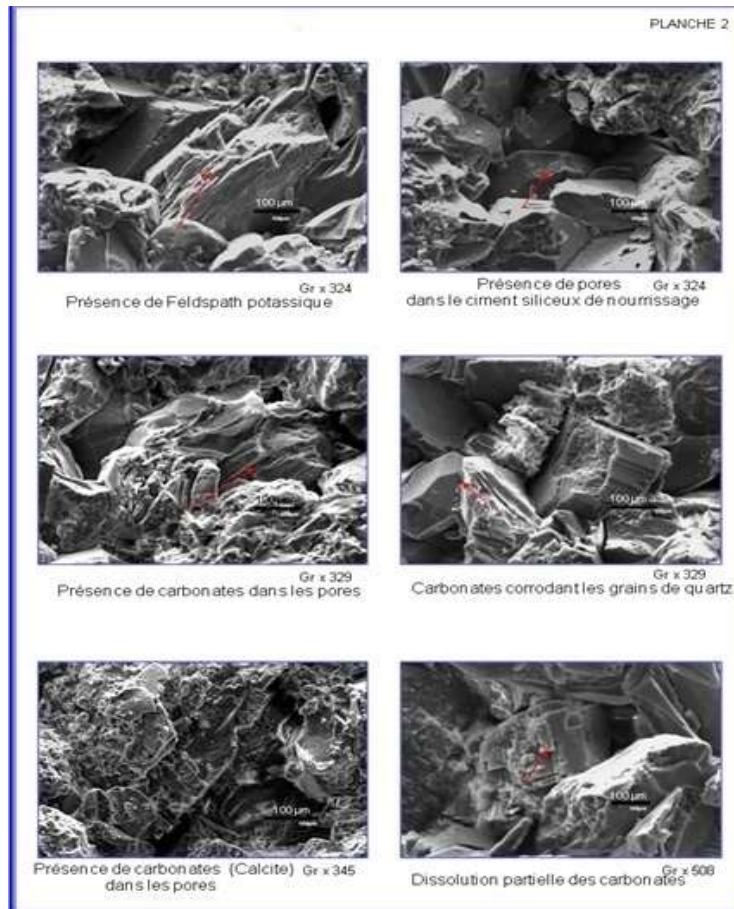 PLANCHE 2
100 µm
100 µm
Gr x 324
Présence de Feldspath potassique
Présence de pores
Gr x 324
dans le ciment siliceux de nourrissage
100 µm
100 µm
Gr x 329
Présence de carbonates dans les pores
Gr x 329
Carbonates corrodant les grains de quartz
100 µm
100 µm
Présence de carbonates (Calcite) Gr x 345
dans les pores
Gr x 508
Dissolution partielle des carbonates